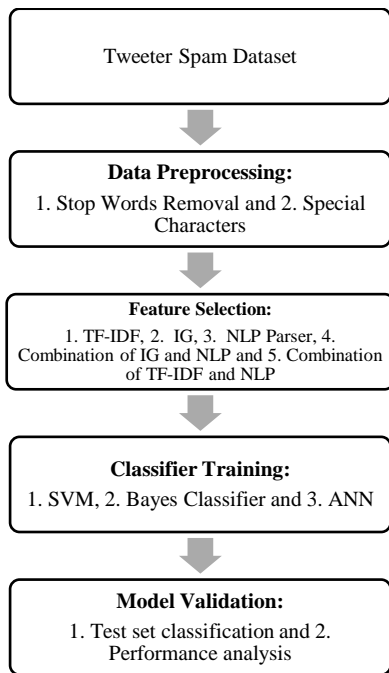 Tweeter Spam Dataset
Data Preprocessing:
1. Stop Words Removal and 2. Special
Characters
Feature Selection:
1. TF-IDF, 2. IG, 3. NLP Parser, 4.
Combination of IG and NLP and 5. Combination
of TF-IDF and NLP
Classifier Training:
1. SVM, 2. Bayes Classifier and 3. ANN
Model Validation:
1. Test set classification and 2.
Performance analysis